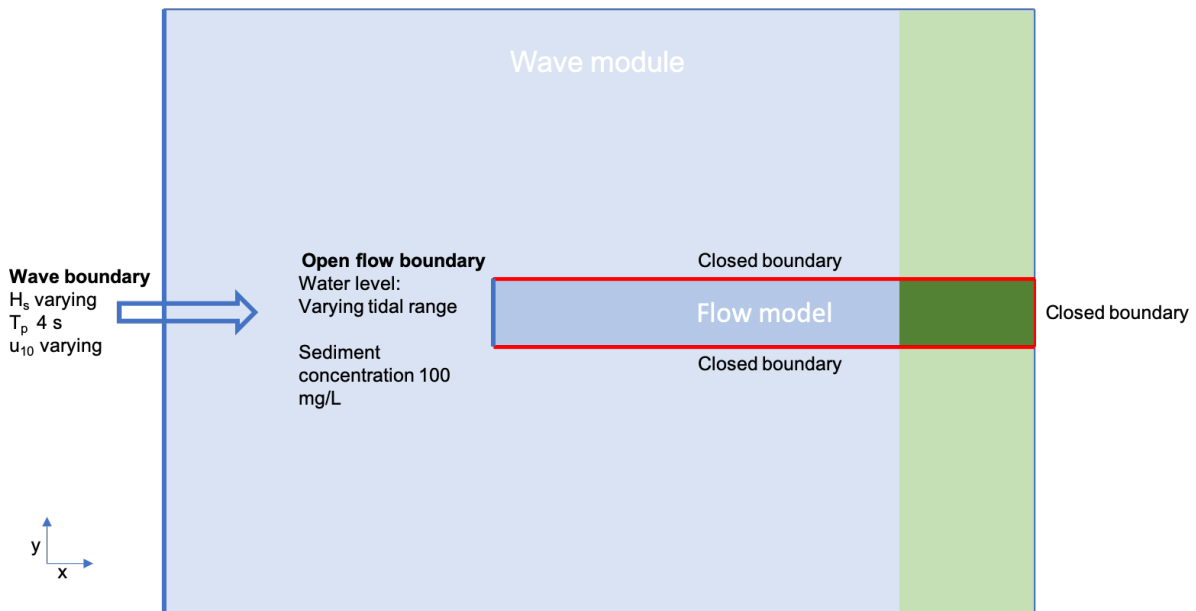 Wave module
Open flow boundary
Water level:
Varying tidal range
Sediment
concentration 100
mg/L
Wave boundary
Hₛ varying
Tₚ 4 s
u₁₀ varying
Closed boundary
Flow model
Closed boundary
Closed boundary
y
x